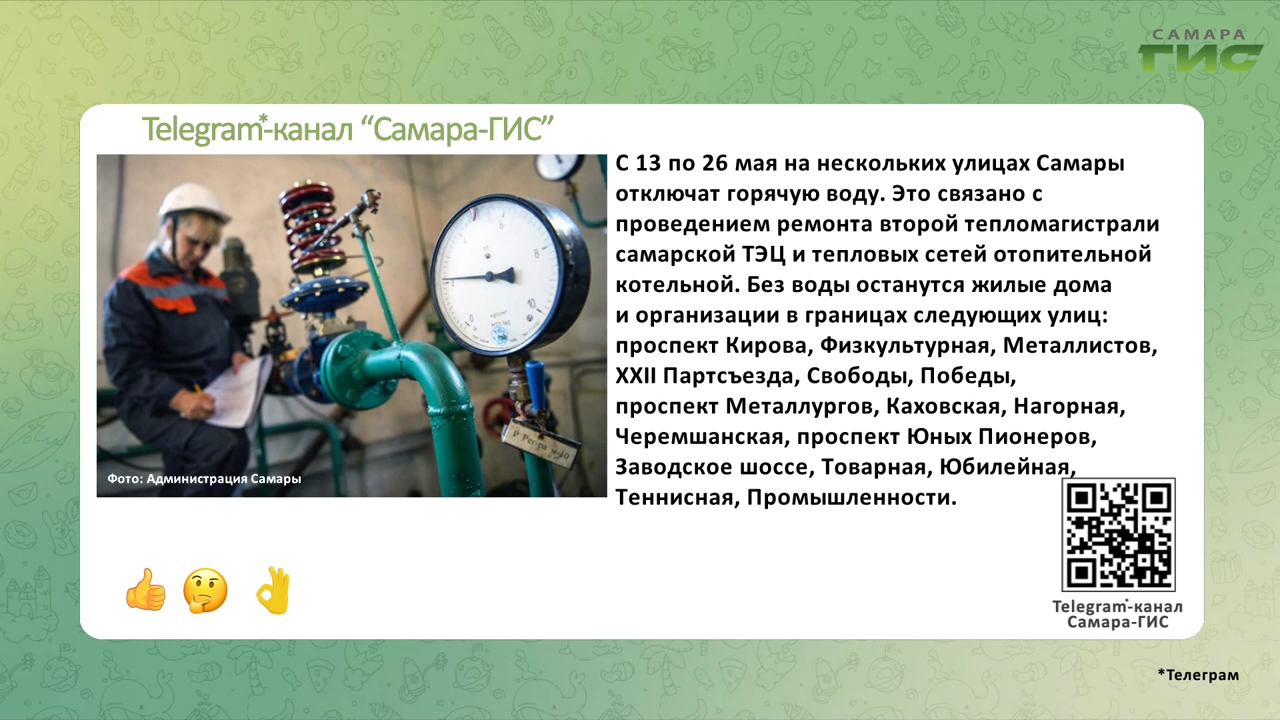 САМАРА
ГИС
Telegram*-канал “Самара-ГИС”
С 13 по 26 мая на нескольких улицах Самары
отключат горячую воду. Это связано с
проведением ремонта второй тепломагистрали
самарской ТЭЦ и тепловых сетей отопительной
котельной. Без воды останутся жилые дома
и организации в границах следующих улиц:
проспект Кирова, Физкультурная, Металлистов,
XXII Партсъезда, Свободы, Победы,
проспект Металлургов, Каховская, Нагорная,
Черемшанская, проспект Юных Пионеров,
Заводское шоссе, Товарная, Юбилейная,
Теннисная, Промышленности.
Фото: Администрация Самары
Telegram*-канал
Самара-ГИС
*Телеграм